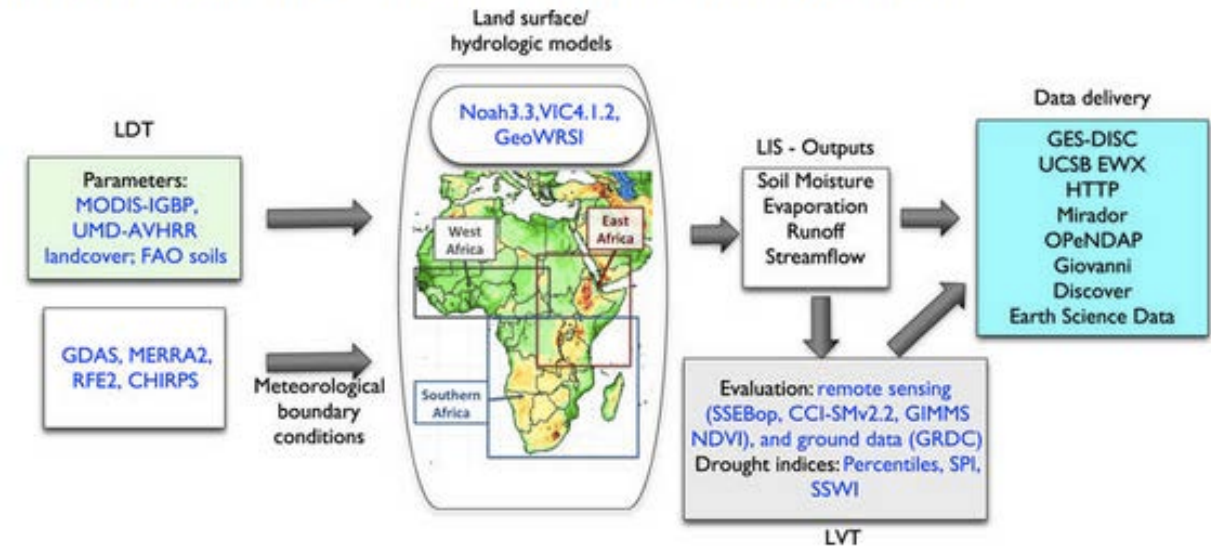 Land surface/
hydrologic models
Noah3.3,VIC4.1.2,
GeoWRSI
LDT
Parameters:
MODIS-IGBP,
UMD-AVHRR
landcover; FAO soils
GDAS, MERRA2,
RFE2, CHIRPS
Meteorological
boundary
conditions
West
Africa
East
Africa
Southern
Africa
LIS - Outputs
Soil Moisture
Evaporation
Runoff
Streamflow
Data delivery
GES-DISC
UCSB EWX
HTTP
Mirador
OPeNDAP
Giovanni
Discover
Earth Science Data
Evaluation: remote sensing
(SSEBop, CCI-SMv2.2, GIMMS
NDVI), and ground data (GRDC)
Drought indices: Percentiles, SPI,
SSWI
LVT